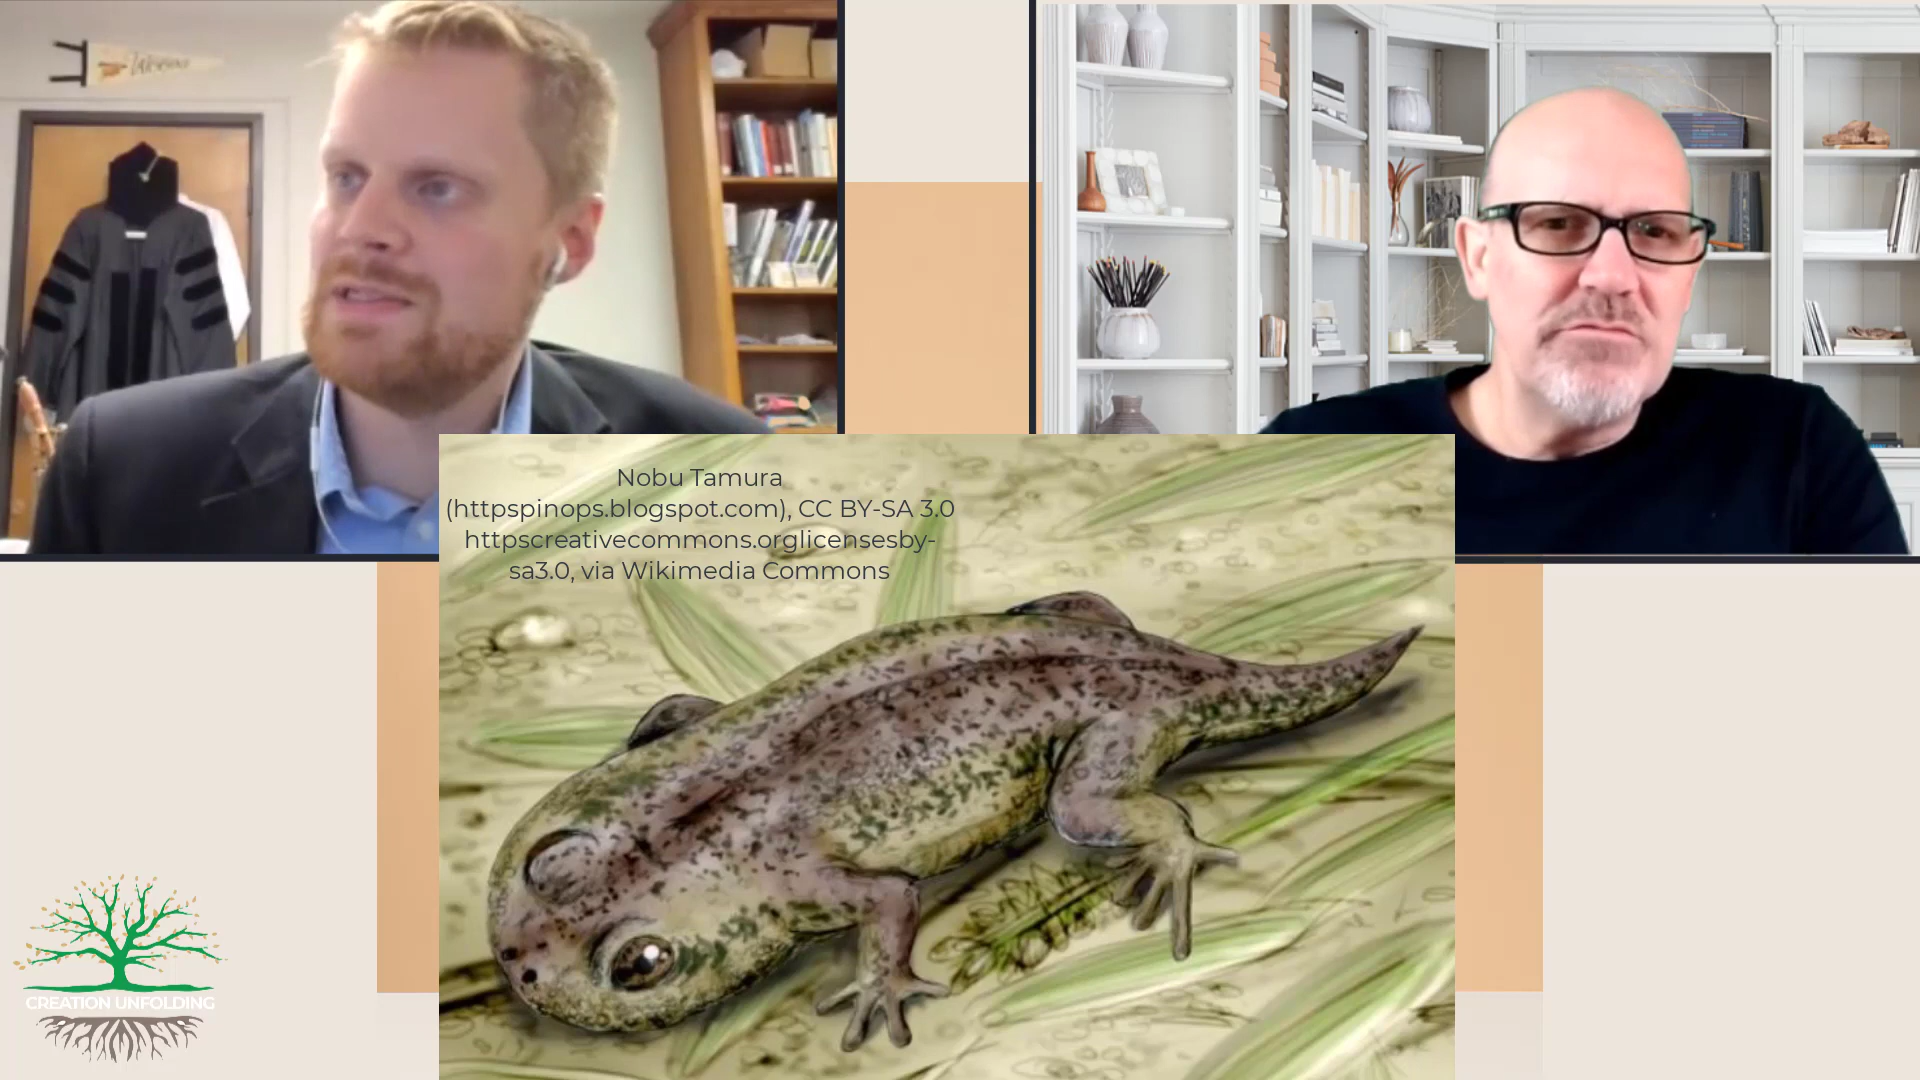 Nobu Tamura
(httpspinops.blogspot.com), CC BY-SA 3.0
httpscreativecommons.orglicensesby-
sa3.0, via Wikimedia Commons
CREATION UNFOLDING